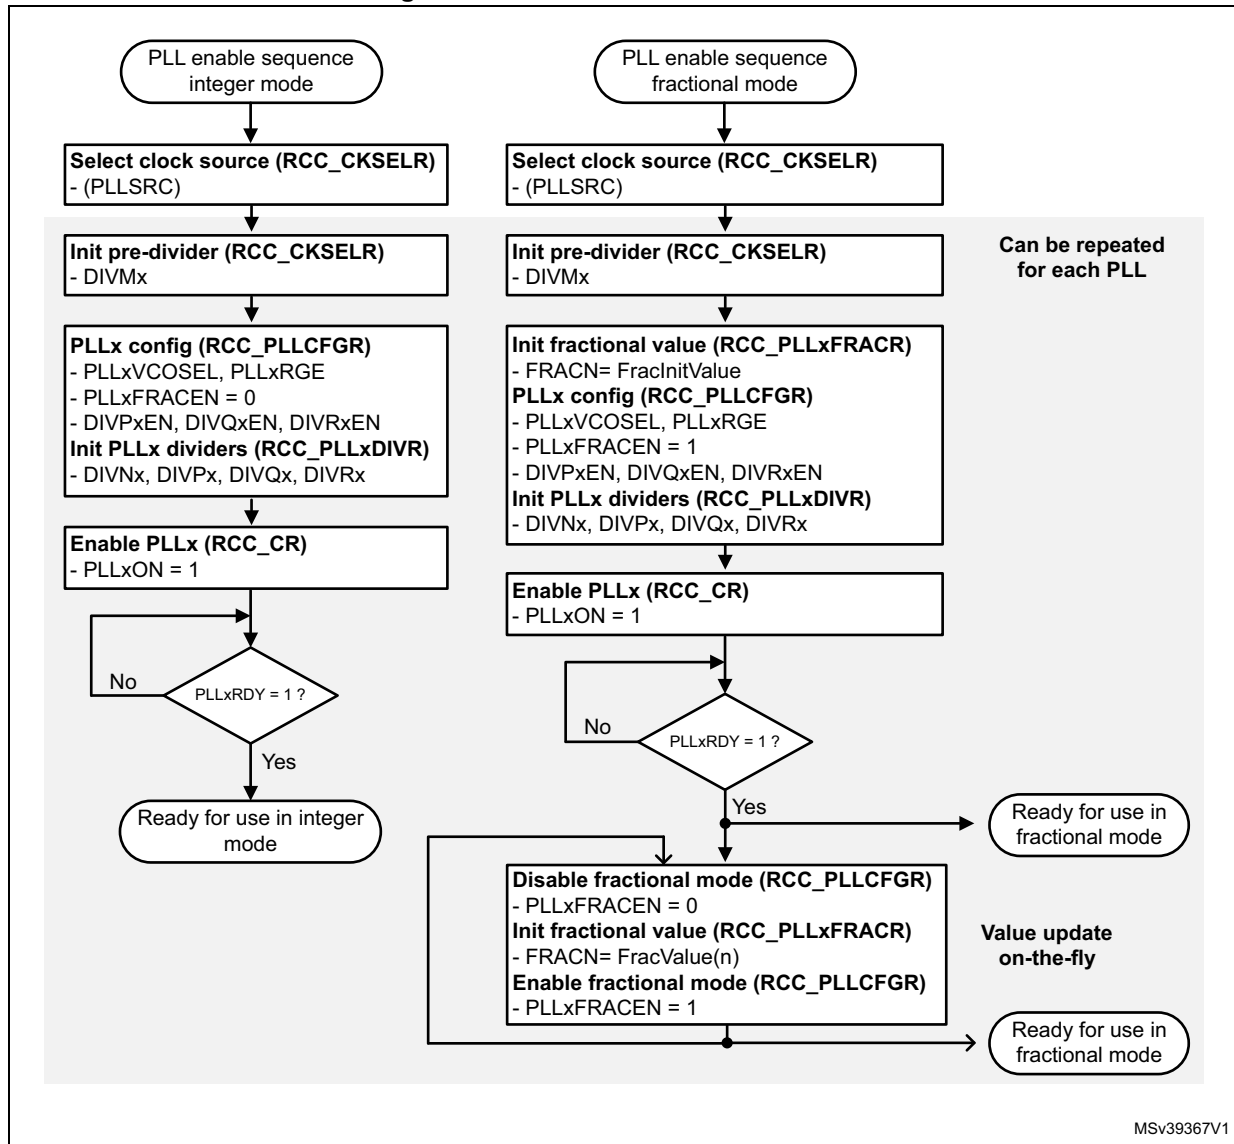 PLL enable sequence
integer mode
Select clock source (RCC_CKSELR)
- (PLLSRC)
Init pre-divider (RCC_CKSELR)
- DIVMx
PLLx config (RCC_PLLCFGR)
- PLLxVCOSEL, PLLxRGE
- PLLxFRACEN = 0
- DIVPxEN, DIVQxEN, DIVRxEN
Init PLLx dividers (RCC_PLLxDIVR)
- DIVNx, DIVPx, DIVQx, DIVRx
Enable PLLx (RCC_CR)
- PLLxON = 1
No
PLLxRDY = 1 ?
Yes
Ready for use in integer
mode
PLL enable sequence
fractional mode
Select clock source (RCC_CKSELR)
- (PLLSRC)
Init pre-divider (RCC_CKSELR)
- DIVMx
Can be repeated
for each PLL
Init fractional value (RCC_PLLxFRACR)
- FRACN= FracInitValue
PLLx config (RCC_PLLCFGR)
- PLLxVCOSEL, PLLxRGE
- PLLxFRACEN = 1
- DIVPxEN, DIVQxEN, DIVRxEN
Init PLLx dividers (RCC_PLLxDIVR)
- DIVNx, DIVPx, DIVQx, DIVRx
Enable PLLx (RCC_CR)
- PLLxON = 1
No
PLLxRDY = 1 ?
Yes
Ready for use in
fractional mode
Disable fractional mode (RCC_PLLCFGR)
- PLLxFRACEN = 0
Init fractional value (RCC_PLLxFRACR)
- FRACN= FracValue(n)
Enable fractional mode (RCC_PLLCFGR)
- PLLxFRACEN = 1
Value update
on-the-fly
Ready for use in
fractional mode
MSv39367V1